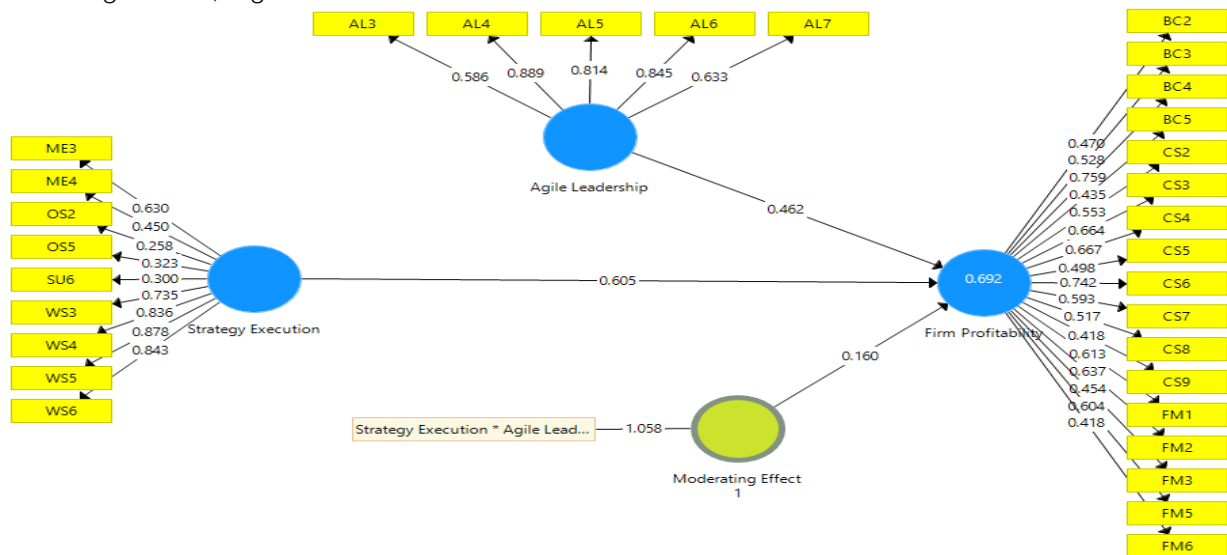 AL3
AL4
AL5
AL6
AL7
0.586
0.889
0.814
0.845
0.633
Agile Leadership
ME3
ME4
OS2
OS5
SU6
WS3
WS4
WS5
WS6
0.630
0.450
0.258
0.323
0.300
0.735
0.836
0.878
0.843
Strategy Execution
0.462
0.605
0.160
0.692
Firm Profitability
Strategy Execution * Agile Lead...
1.058
Moderating Effect
1
0.470
0.528
0.759
0.435
0.553
0.664
0.667
0.498
0.742
0.593
0.517
0.418
0.613
0.637
0.454
0.604
0.418
BC2
BC3
BC4
BC5
CS2
CS3
CS4
CS5
CS6
CS7
CS8
CS9
FM1
FM2
FM3
FM5
FM6